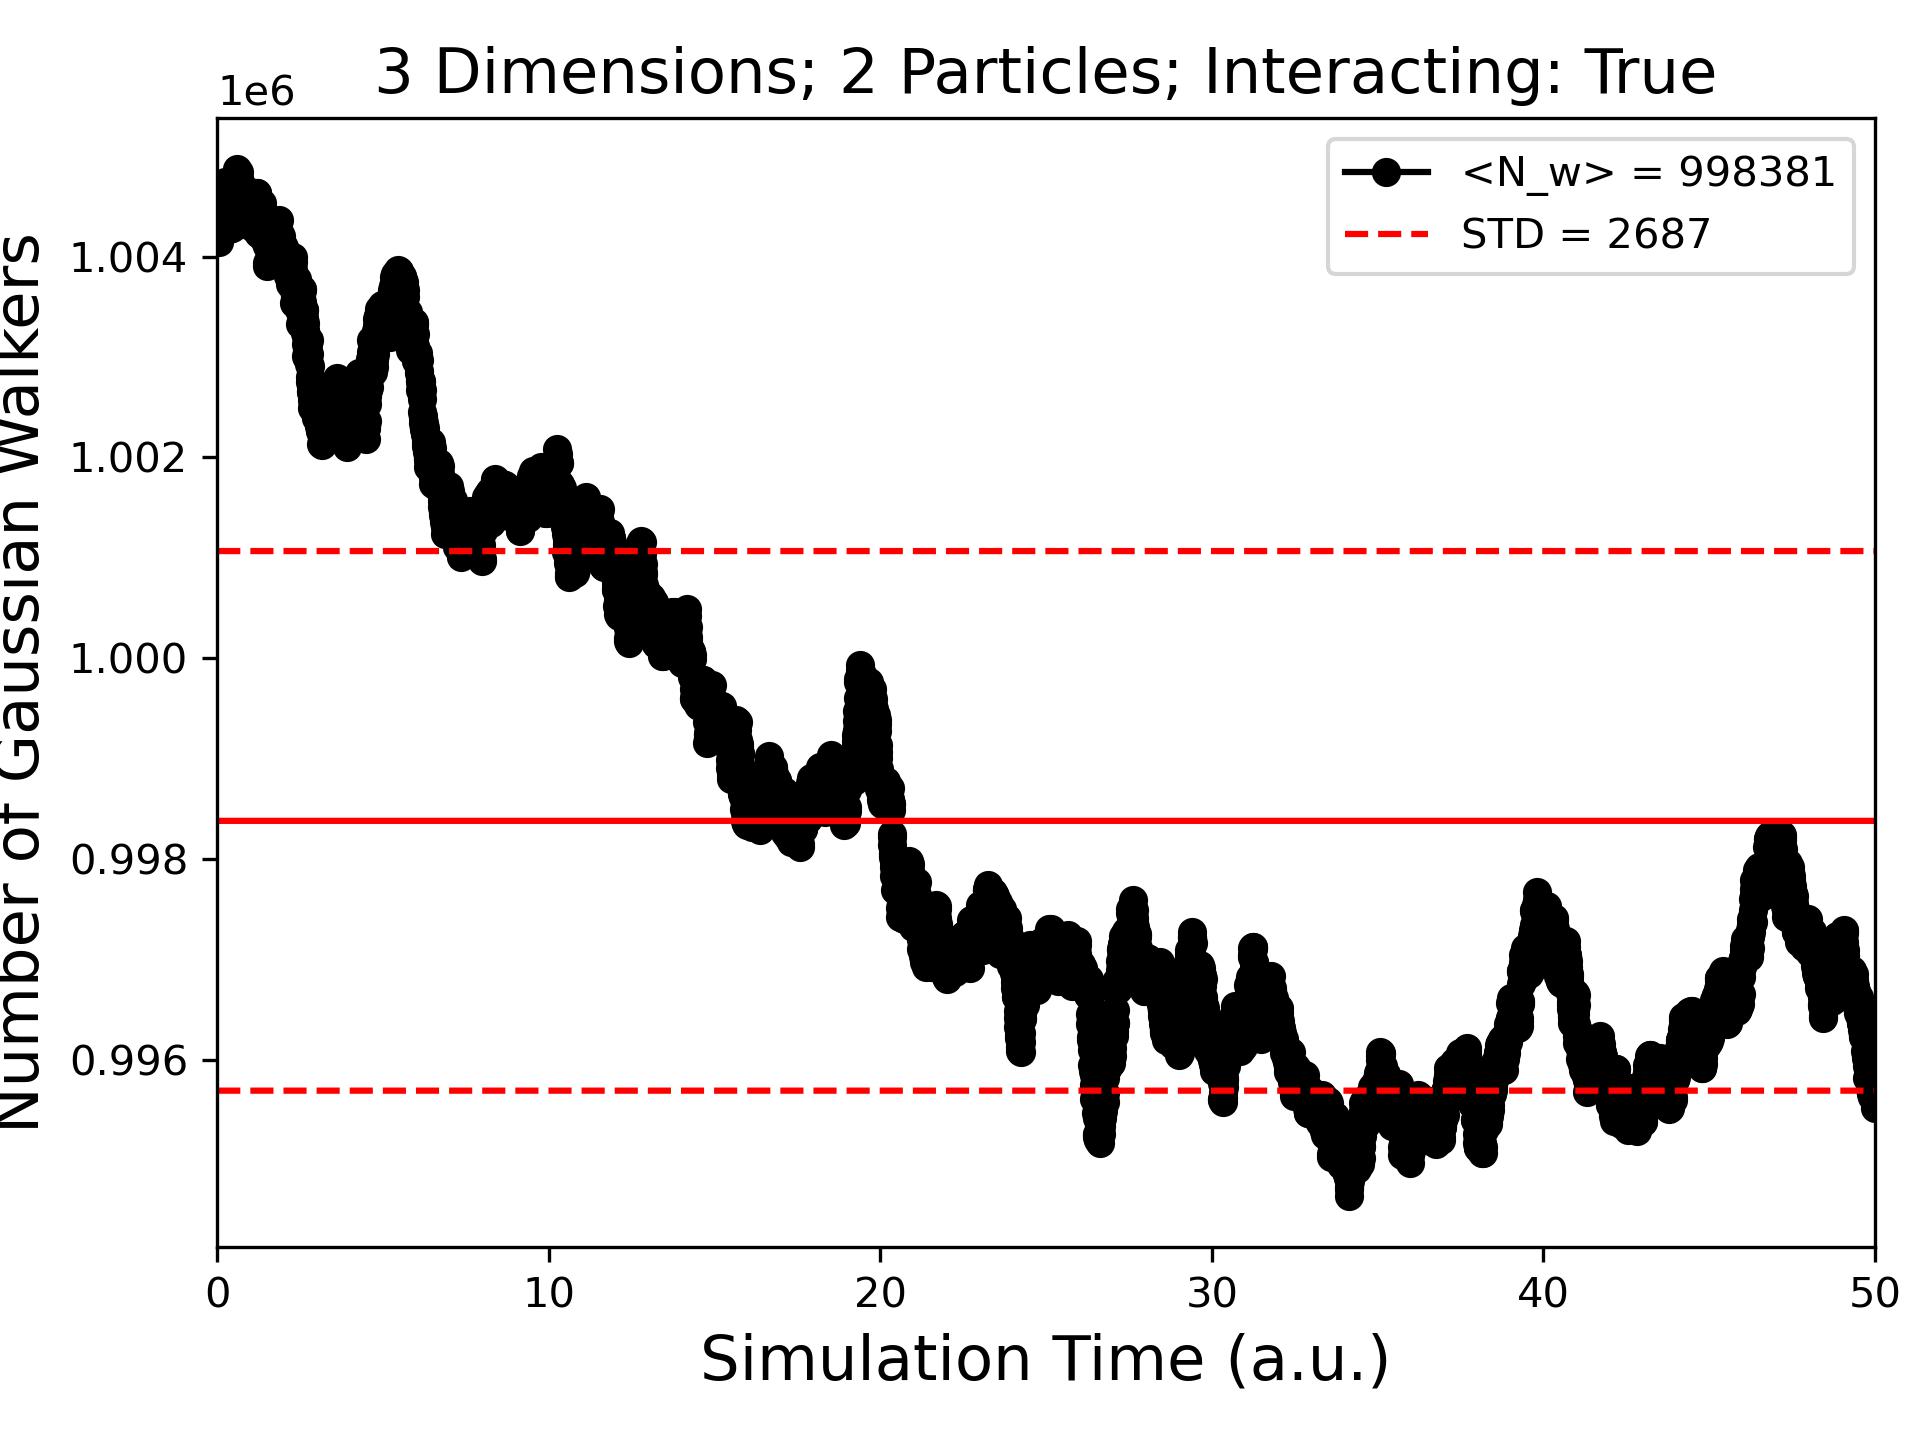 3 Dimensions; 2 Particles; Interacting: True
1e6
<N_w> = 998381
STD = 2687
Number of Gaussian Walkers
1.004
1.002
1.000
0.998
0.996
0 10 20 30 40 50
Simulation Time (a.u.)